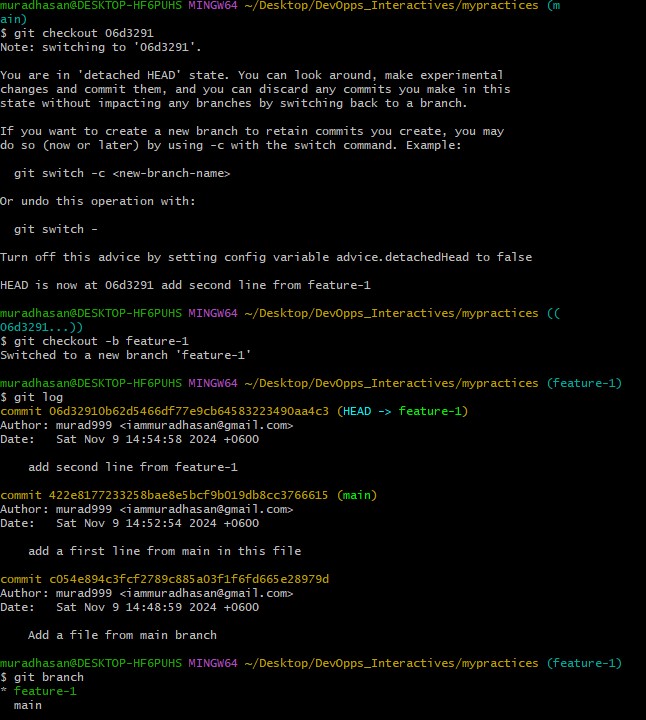 muradhasan@DESKTOP-HF6PUHS MINGW64 ~/Desktop/DevOpps_Interactives/mypractices (m
ain)
$ git checkout 06d3291
Note: switching to '06d3291'.
You are in 'detached HEAD' state. You can look around, make experimental
changes and commit them, and you can discard any commits you make in this
state without impacting any branches by switching back to a branch.
If you want to create a new branch to retain commits you create, you may
do so (now or later) by using -c with the switch command. Example:
git switch -c <new-branch-name>
Or undo this operation with:
git switch -
Turn off this advice by setting config variable advice.detachedHead to false
HEAD is now at 06d3291 add second line from feature-1
muradhasan@DESKTOP-HF6PUHS MINGW64 ~/Desktop/DevOpps_Interactives/mypractices ((
06d3291...))
$ git checkout -b feature-1
Switched to a new branch 'feature-1'
muradhasan@DESKTOP-HF6PUHS MINGW64 ~/Desktop/DevOpps_Interactives/mypractices (feature-1)
$ git log
commit 06d32910b62d5466df77e9cb64583223490aa4c3 (HEAD -> feature-1)
Author: murad999 <iammuradhasan@gmail.com>
Date:   Sat Nov 9 14:54:58 2024 +0600
add second line from feature-1
commit 422e8177233258bae8e5bcf9b019db8cc3766615 (main)
Author: murad999 <iammuradhasan@gmail.com>
Date:   Sat Nov 9 14:52:54 2024 +0600
add a first line from main in this file
commit c054e894c3fcf2789c885a03f1f6fd665e28979d
Author: murad999 <iammuradhasan@gmail.com>
Date:   Sat Nov 9 14:48:59 2024 +0600
Add a file from main branch
muradhasan@DESKTOP-HF6PUHS MINGW64 ~/Desktop/DevOpps_Interactives/mypractices (feature-1)
$ git branch
* feature-1
main